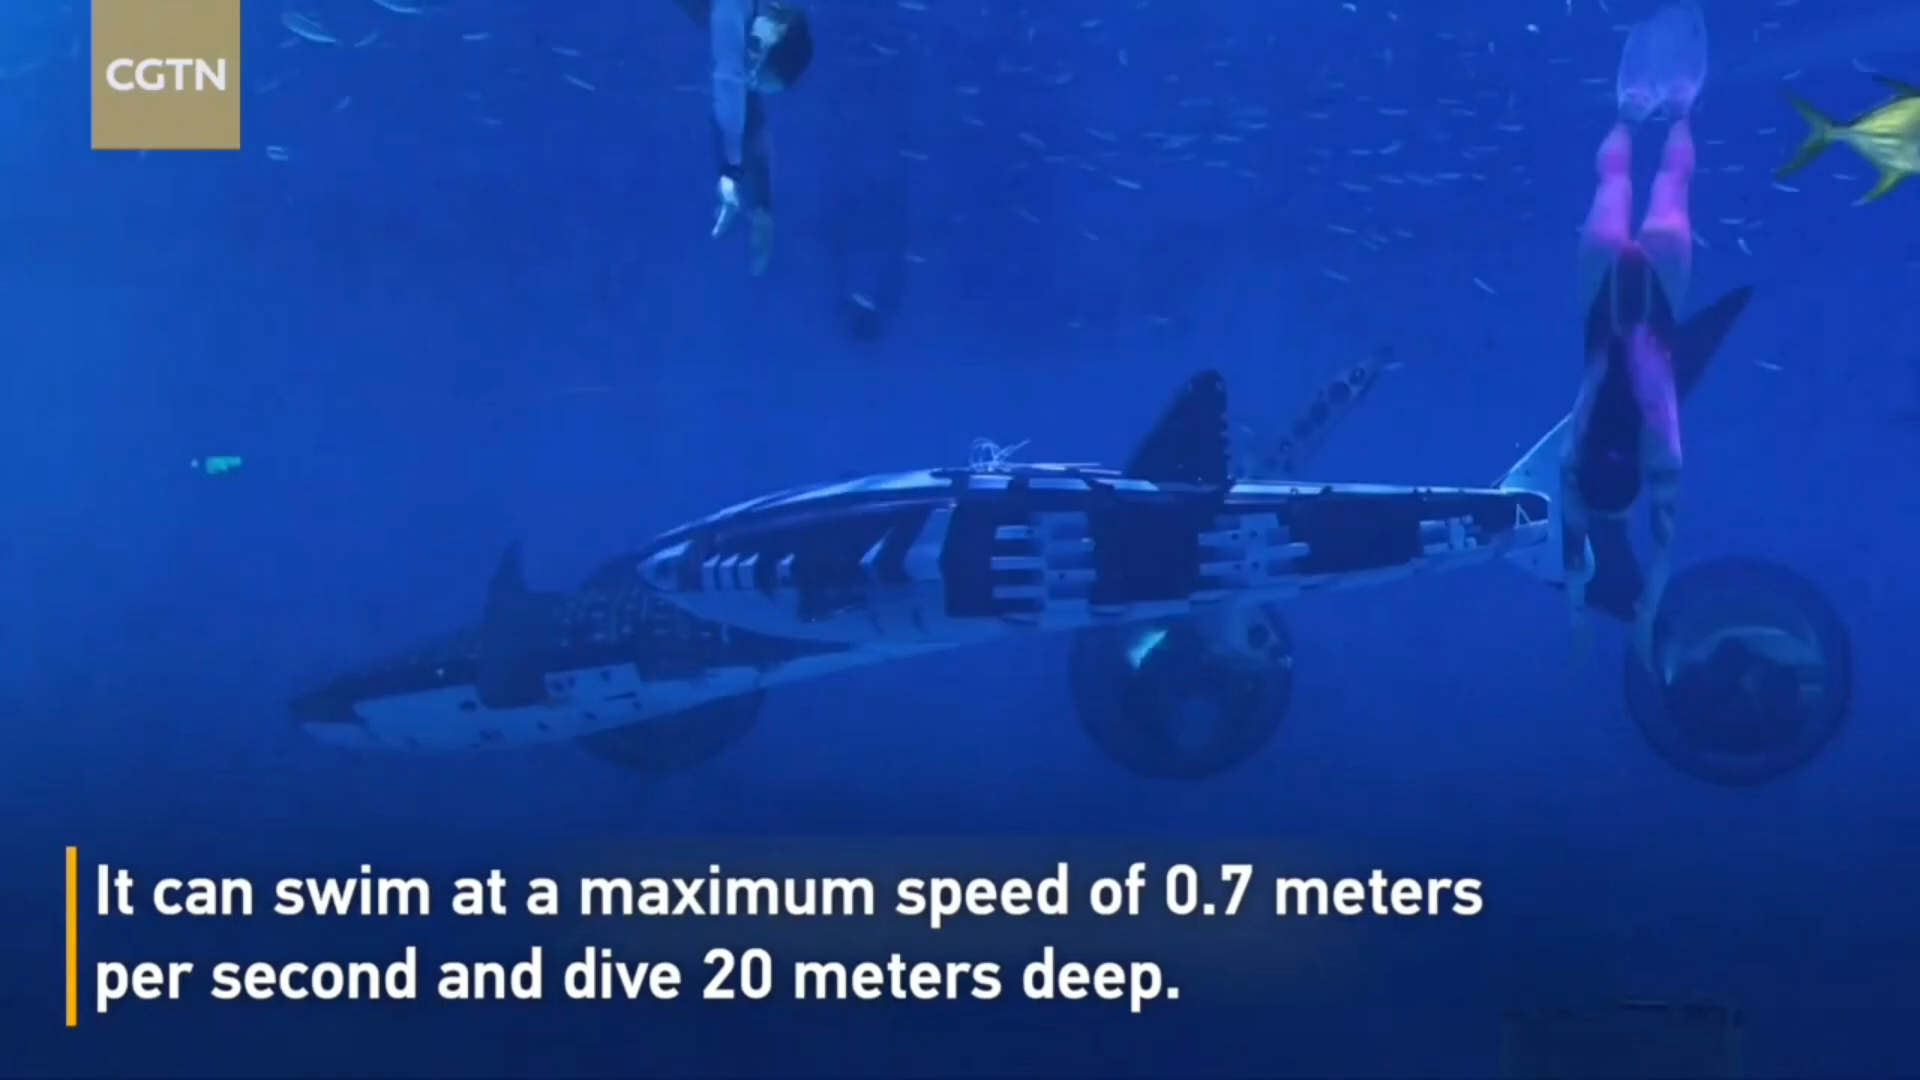 CGTN
It can swim at a maximum speed of 0.7 meters
per second and dive 20 meters deep.